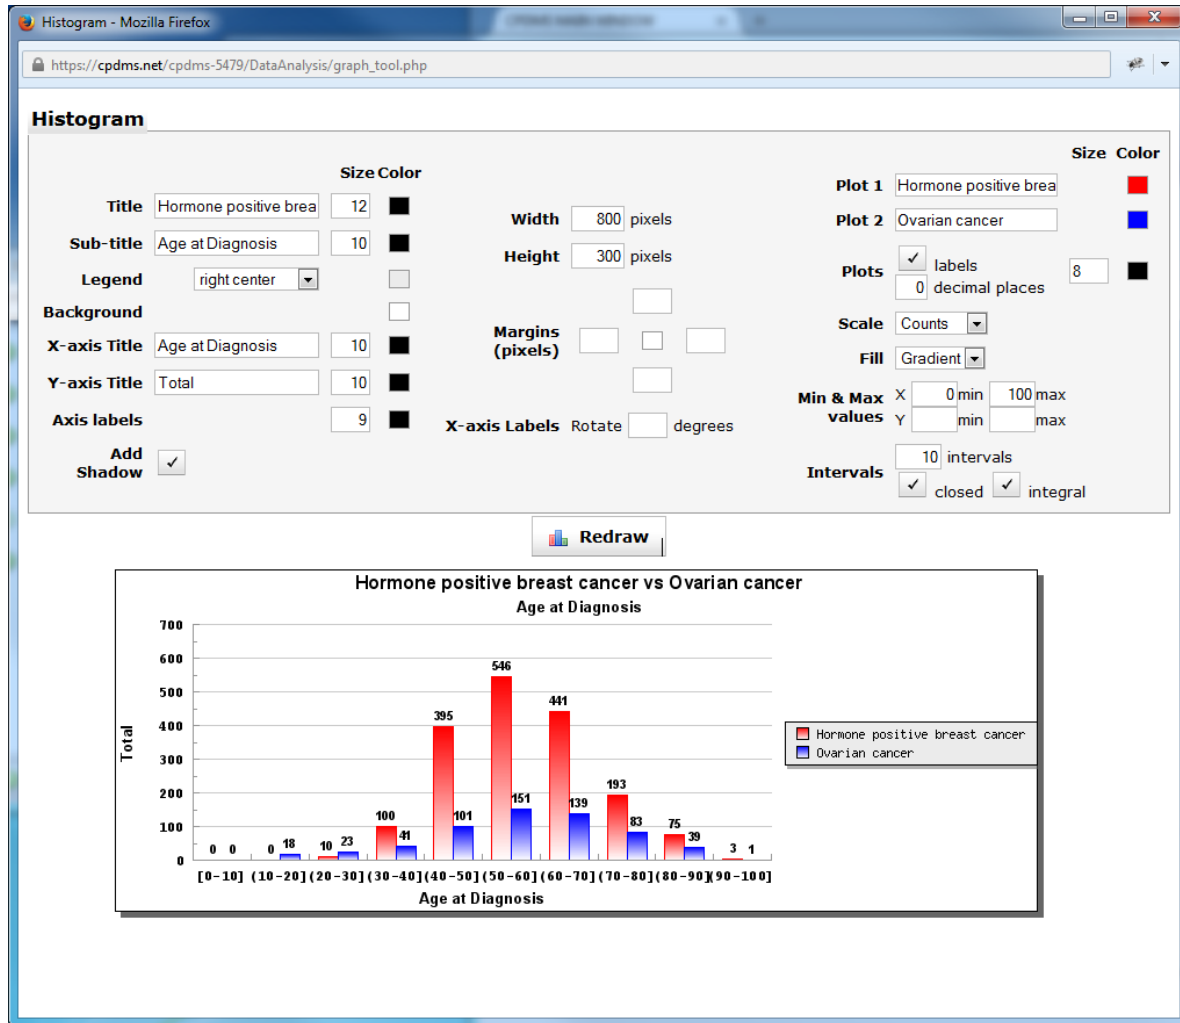 Histogram - Mozilla Firefox
https://cpdms.net/cpdms-5479/DataAnalysis/graph_tool.php
Histogram
Size Color
Title Hormone positive brea 12
Sub-title Age at Diagnosis 10
Legend right center
Background
X-axis Title Age at Diagnosis 10
Y-axis Title Total 10
Axis labels 9
Add Shadow
Width 800 pixels
Height 300 pixels
Margins (pixels)
X-axis Labels Rotate degrees
Size Color
Plot 1 Hormone positive brea
Plot 2 Ovarian cancer
Plots labels 8
0 decimal places
Scale Counts
Fill Gradient
Min & Max values X 0 min 100 max
Y min max
Intervals 10 intervals
closed integral
Redraw
Hormone positive breast cancer vs Ovarian cancer
Age at Diagnosis
700
600
500
400
300
200
100
0
Total
0 0 0 18 10 23 100 41 395 101 546 151 441 139 193 83 75 39 3 1
[0-10] (10-20] (20-30] (30-40] (40-50] (50-60] (60-70] (70-80] (80-90] (90-100]
Age at Diagnosis
Hormone positive breast cancer
Ovarian cancer